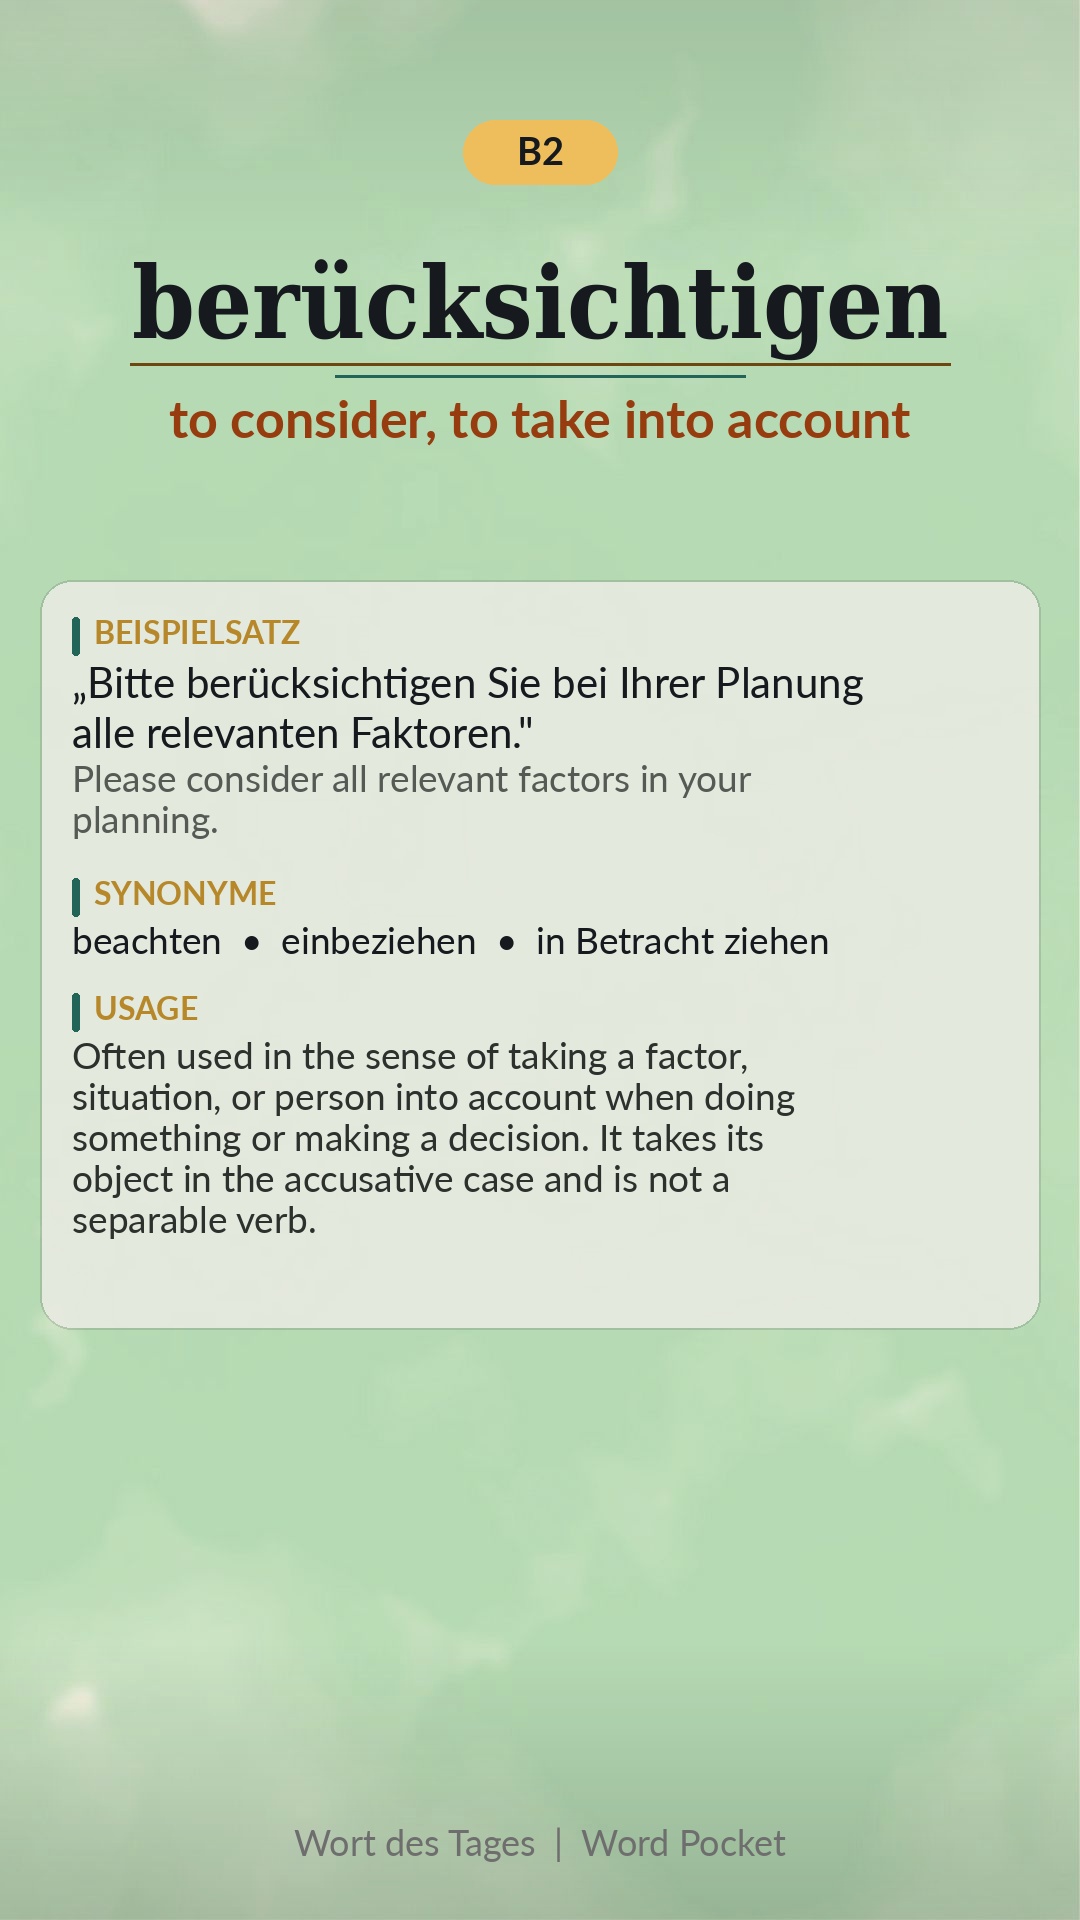 B2
berücksichtigen
to consider, to take into account
BEISPIELSATZ
„Bitte berücksichtigen Sie bei Ihrer Planung
alle relevanten Faktoren."
Please consider all relevant factors in your
planning.
SYNONYME
beachten • einbeziehen • in Betracht ziehen
USAGE
Often used in the sense of taking a factor,
situation, or person into account when doing
something or making a decision. It takes its
object in the accusative case and is not a
separable verb.
Wort des Tages | Word Pocket